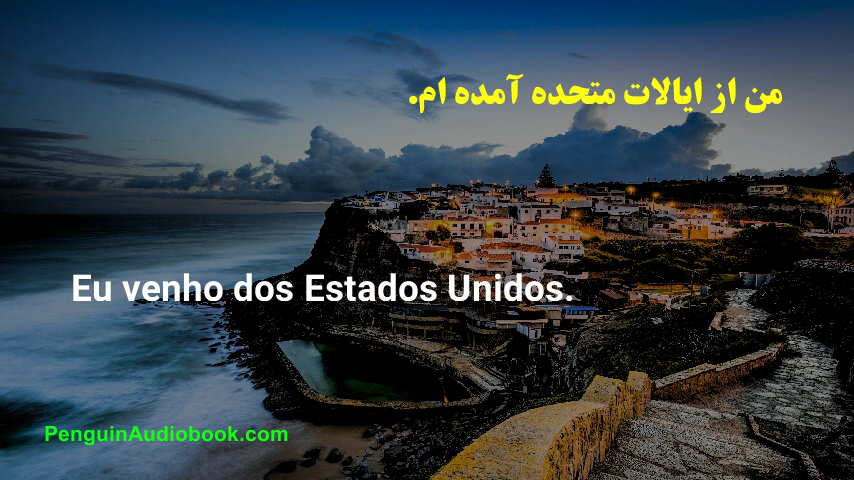 من از ایالات متحده آمده ام.
Eu venho dos Estados Unidos.
PenguinAudiobook.com